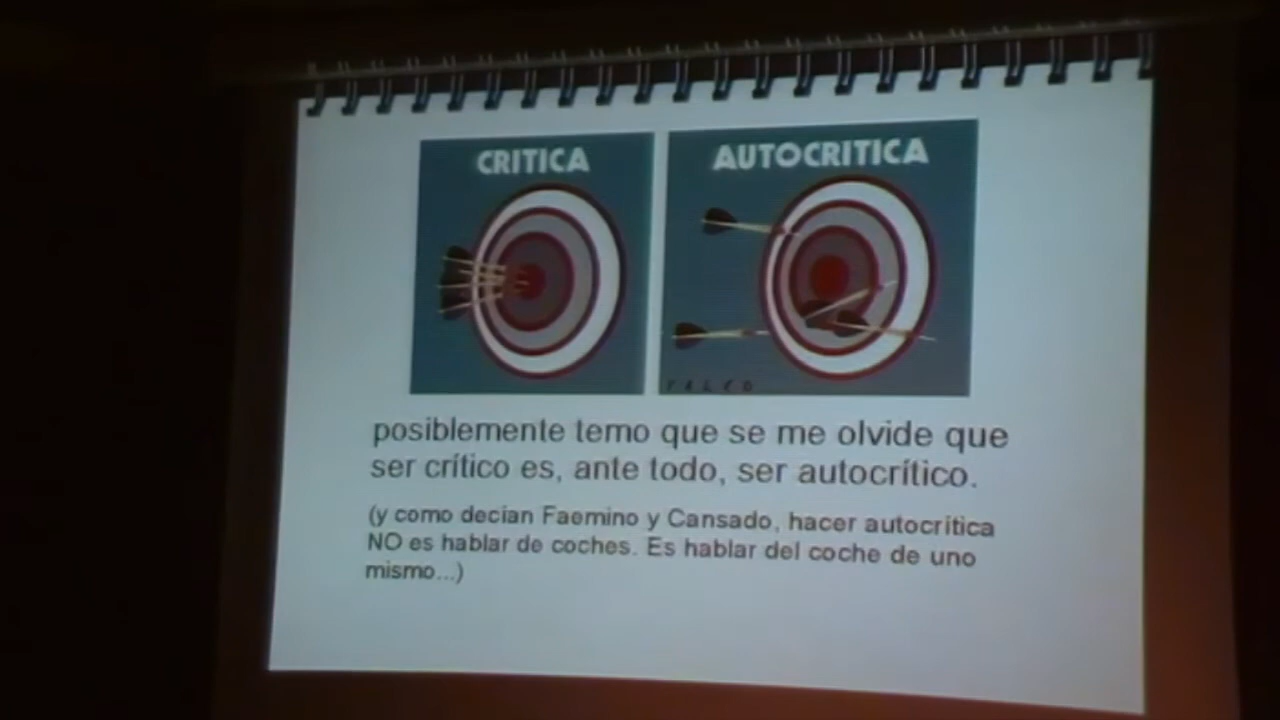 CRITICA
AUTOCRITICA
FALCO
posiblemente temo que se me olvide que
ser crítico es, ante todo, ser autocrítico.
(y como decían Faemino y Cansado, hacer autocrítica
NO es hablar de coches. Es hablar del coche de uno
mismo...)